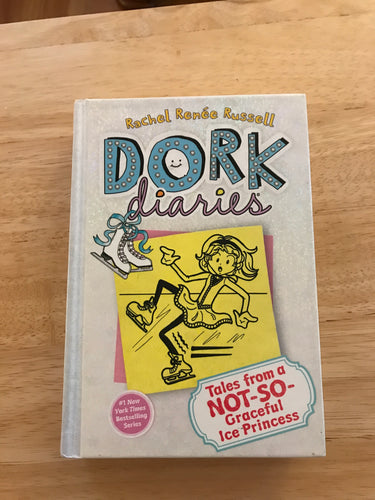 Rachel Renée Russell
DORK
diaries
Tales from a
NOT-SO-
Graceful
Ice Princess
#1 New
York Times
Bestselling
Series